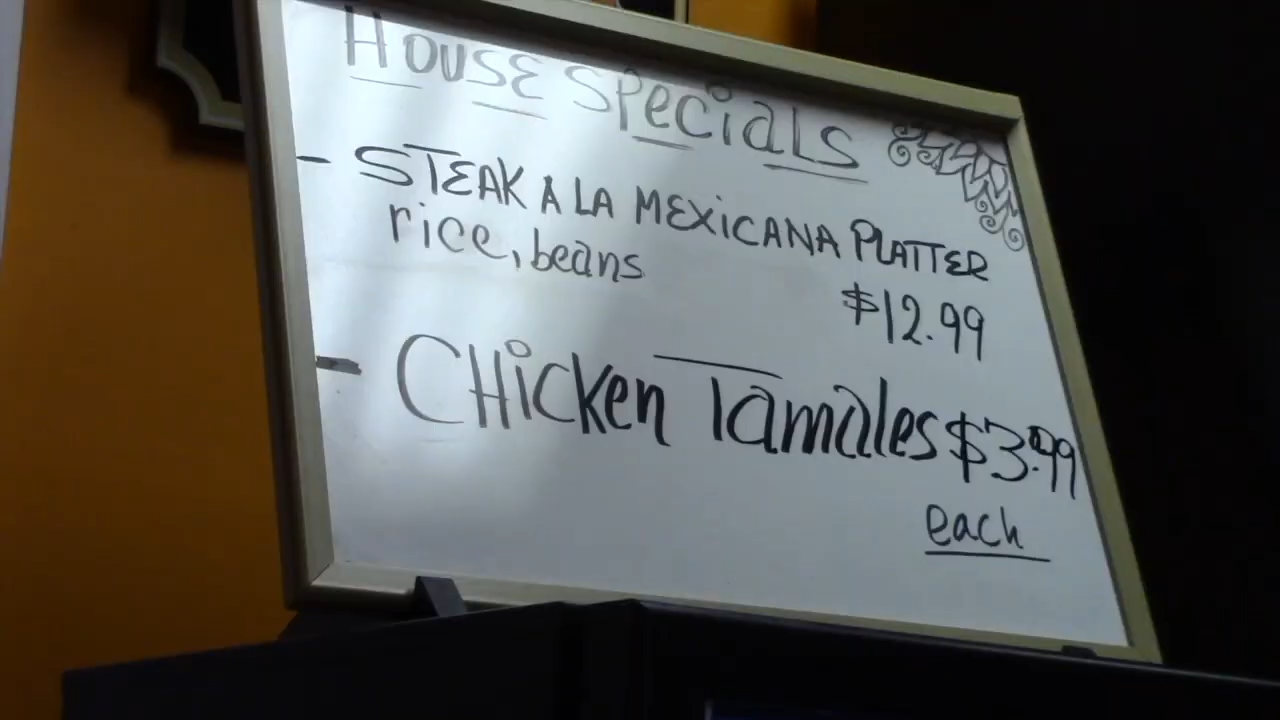 HOUSE SPeCiALS
- STEAK A LA MEXiCANA PLATTER
rice, beans
$12.99
- CHicken Tamales $3.99
each